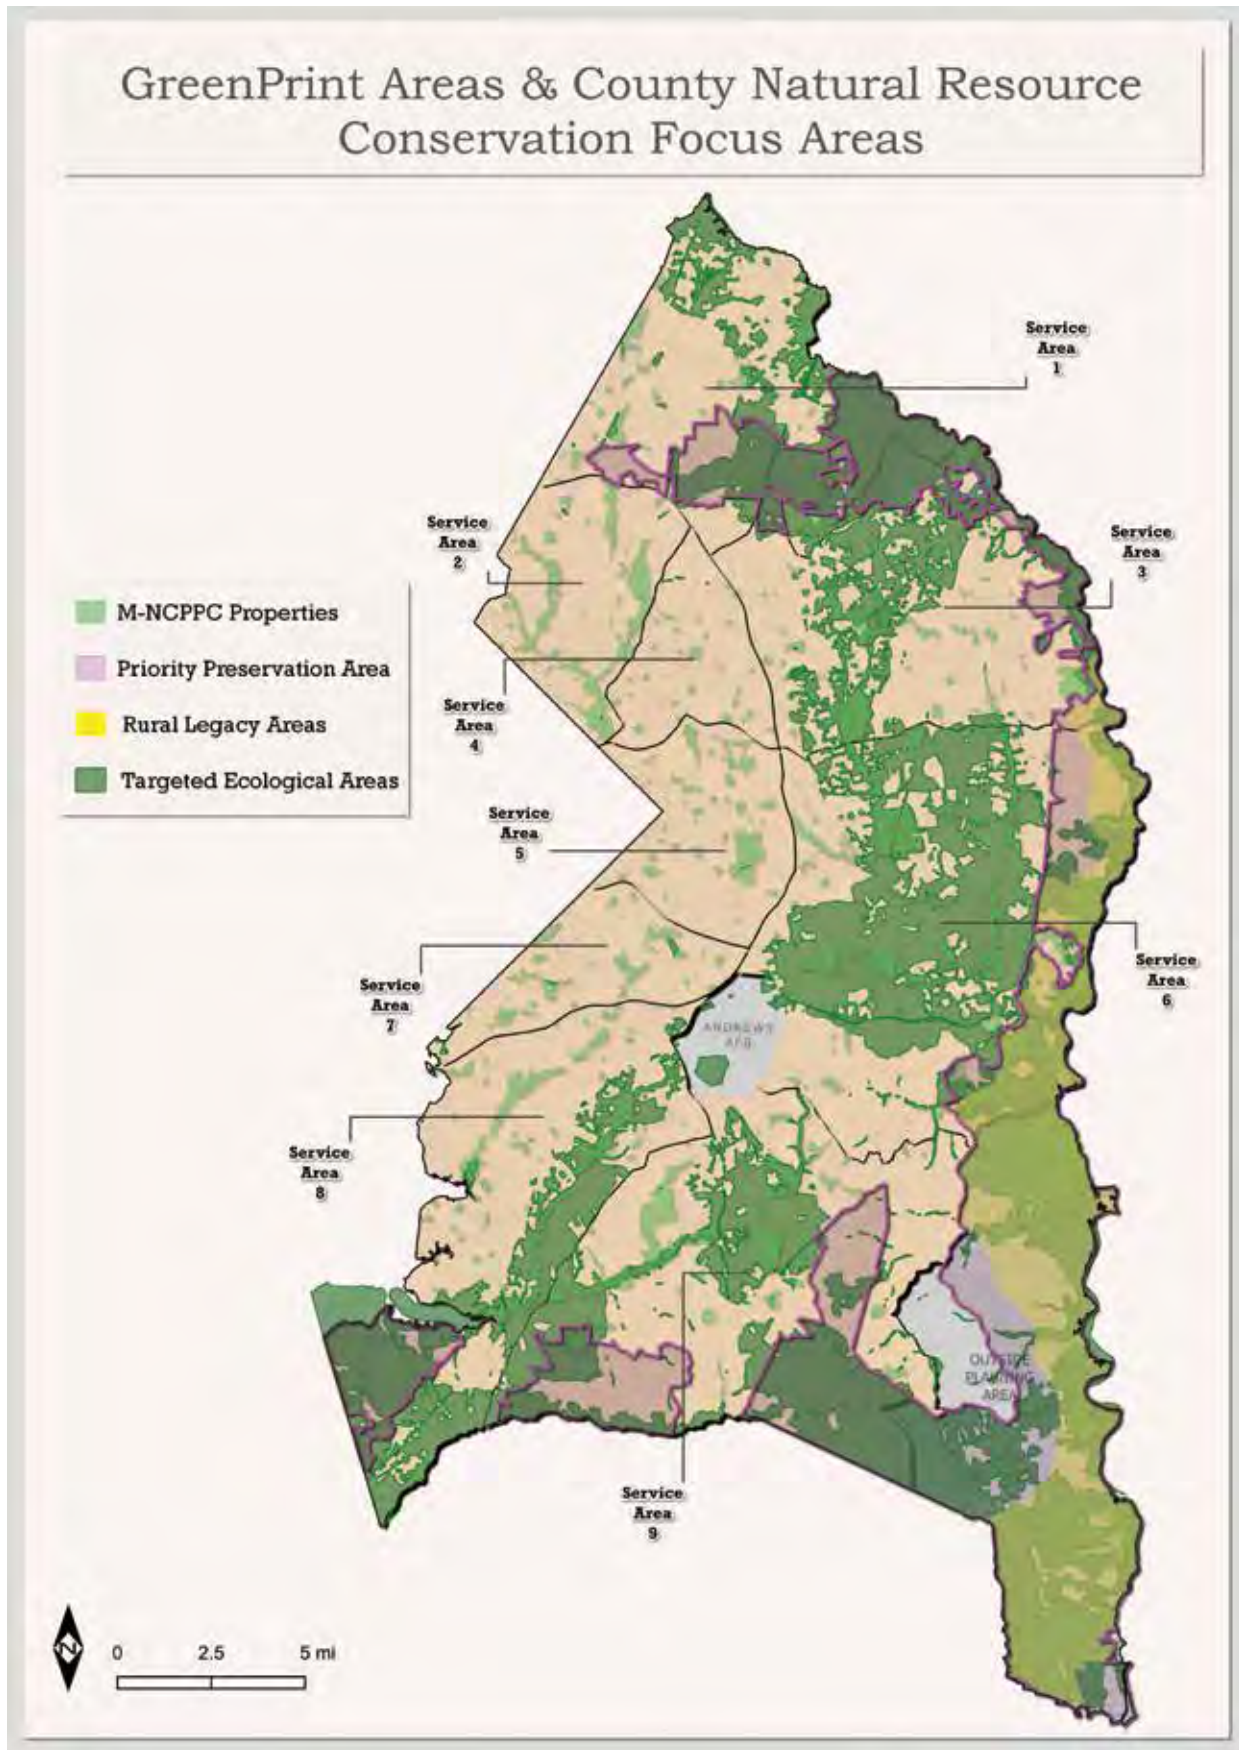 GreenPrint Areas & County Natural Resource
Conservation Focus Areas
Service
Area
1
Service
Area
2
Service
Area
3
M-NCPPC Properties
Priority Preservation Area
Rural Legacy Areas
Targeted Ecological Areas
Service
Area
4
Service
Area
5
Service
Area
6
Service
Area
7
ANDREWS
AFB
Service
Area
8
OUTSIDE
PLANNING
AREA
Service
Area
9
N
0 2.5 5 mi